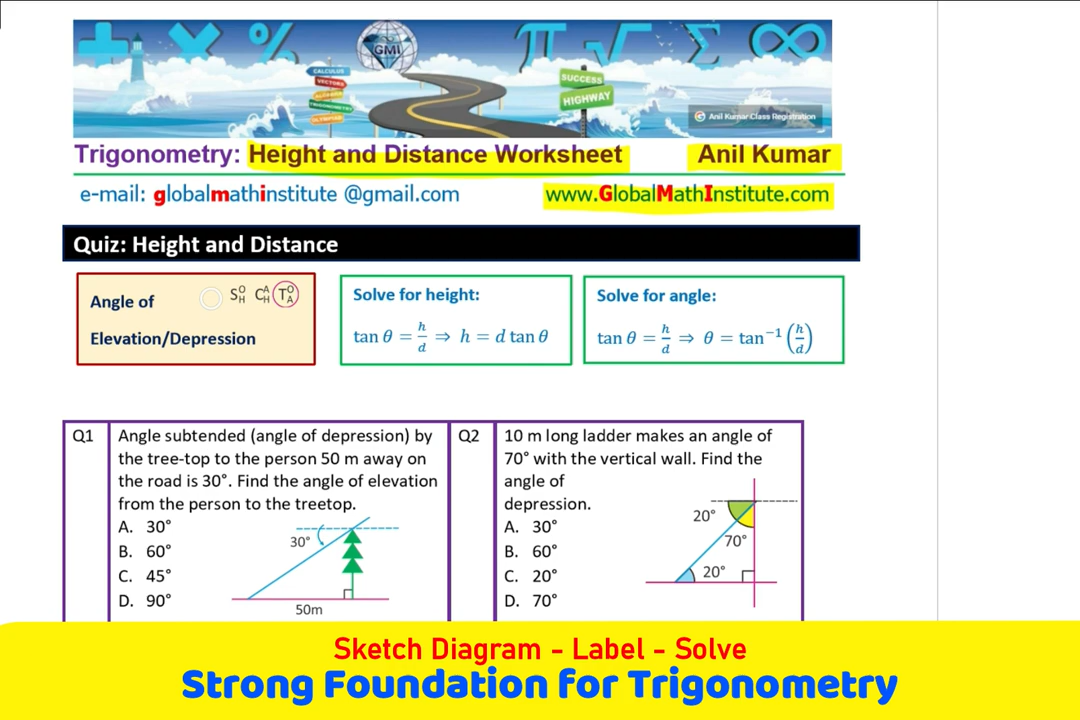 GMI
CALCULUS
VECTORS
ALGEBRA
TRIGONOMETRY
OLYMPIAD
SUCCESS
HIGHWAY
Anil Kumar Class Registration
Trigonometry: Height and Distance Worksheet Anil Kumar
e-mail: globalmathinstitute @gmail.com www.GlobalMathInstitute.com
Quiz: Height and Distance
Angle of S O H C A H T O A
Elevation/Depression
Solve for height:
tan θ = h/d ⇒ h = d tan θ
Solve for angle:
tan θ = h/d ⇒ θ = tan⁻¹ (h/d)
Q1
Angle subtended (angle of depression) by
the tree-top to the person 50 m away on
the road is 30°. Find the angle of elevation
from the person to the treetop.
A. 30°
B. 60°
C. 45°
D. 90°
30°
50m
Q2
10 m long ladder makes an angle of
70° with the vertical wall. Find the
angle of
depression.
A. 30°
B. 60°
C. 20°
D. 70°
20°
70°
20°
Sketch Diagram - Label - Solve
Strong Foundation for Trigonometry